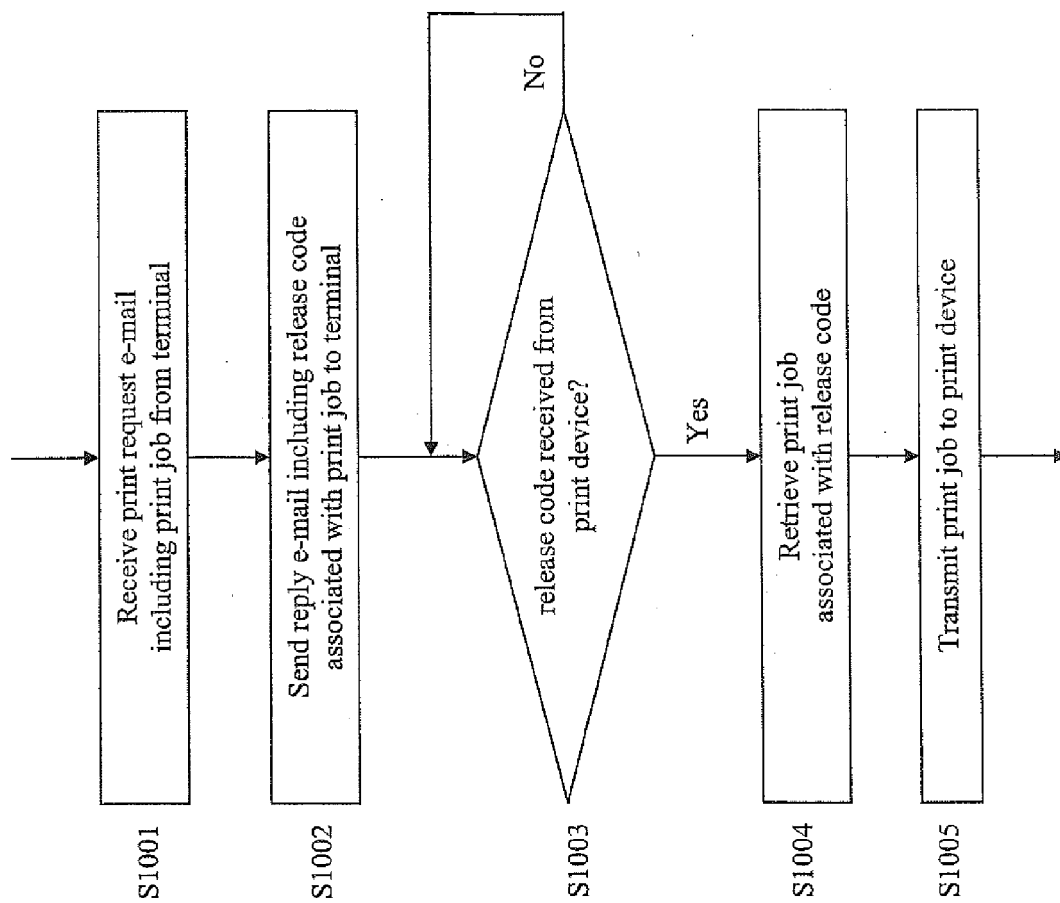 S1001
Receive print request e-mail
including print job from terminal
S1002
Send reply e-mail including release code
associated with print job to terminal
S1003
release code received from
print device?
No
Yes
S1004
Retrieve print job
associated with release code
S1005
Transmit print job to print device